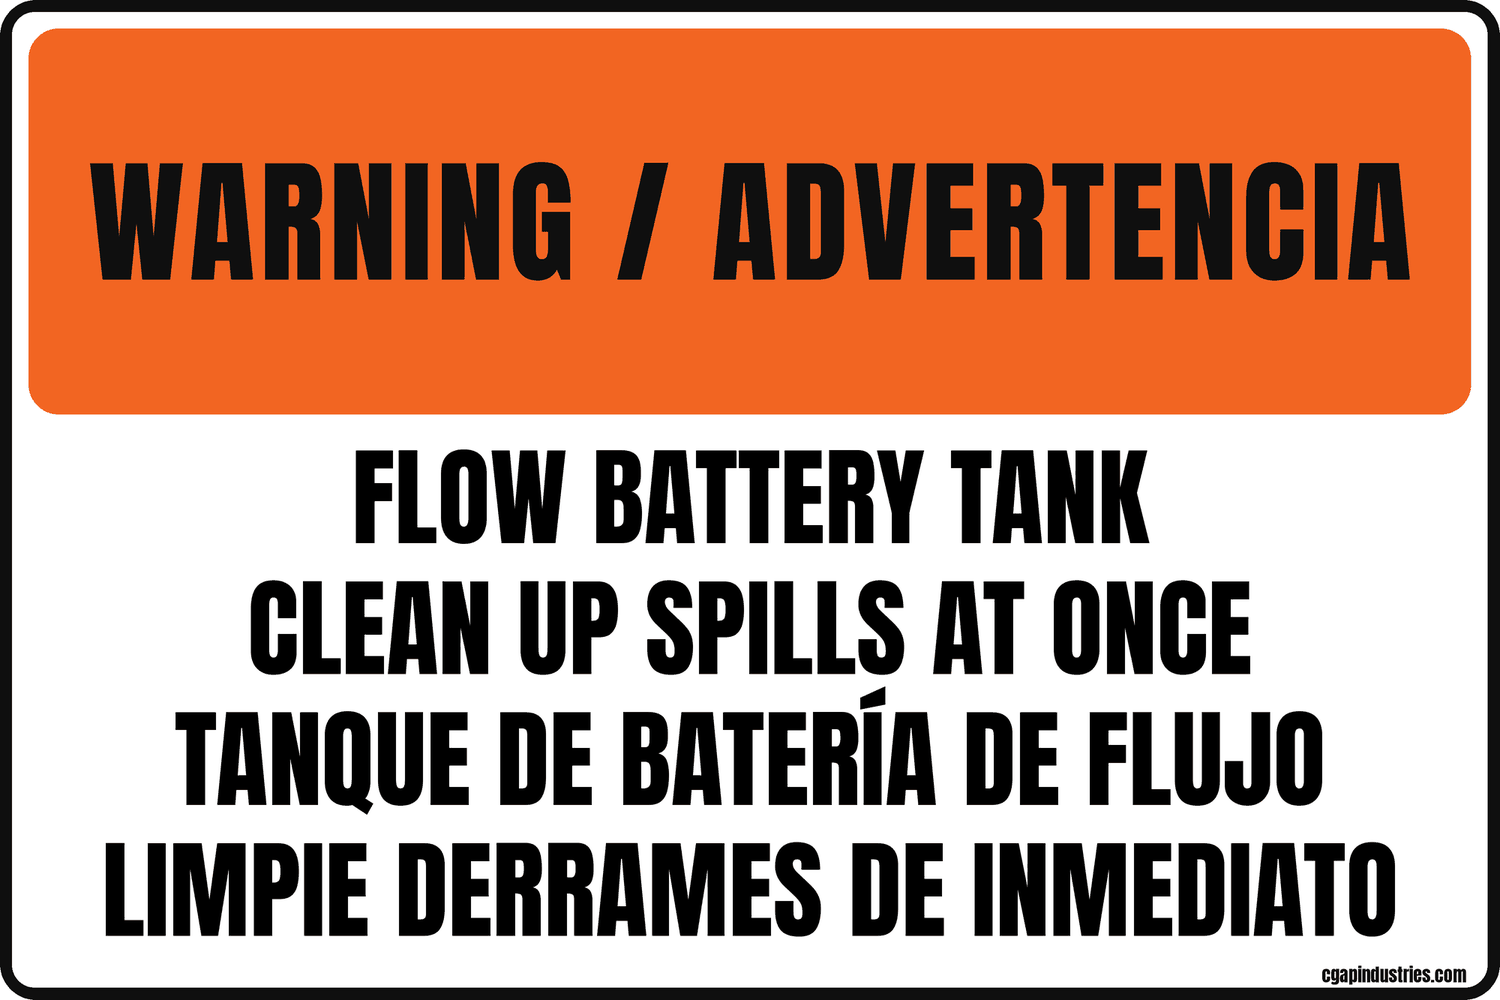 WARNING / ADVERTENCIA
FLOW BATTERY TANK
CLEAN UP SPILLS AT ONCE
TANQUE DE BATERÍA DE FLUJO
LIMPIE DERRAMES DE INMEDIATO
cgapindustries.com